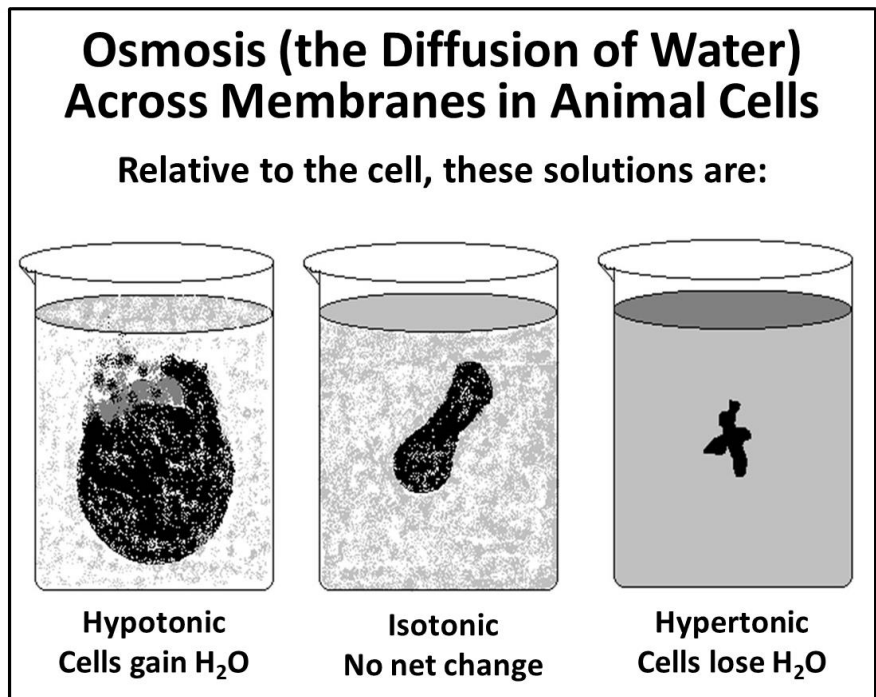 Osmosis (the Diffusion of Water)
Across Membranes in Animal Cells
Relative to the cell, these solutions are:
Hypotonic
Cells gain H₂O
Isotonic
No net change
Hypertonic
Cells lose H₂O